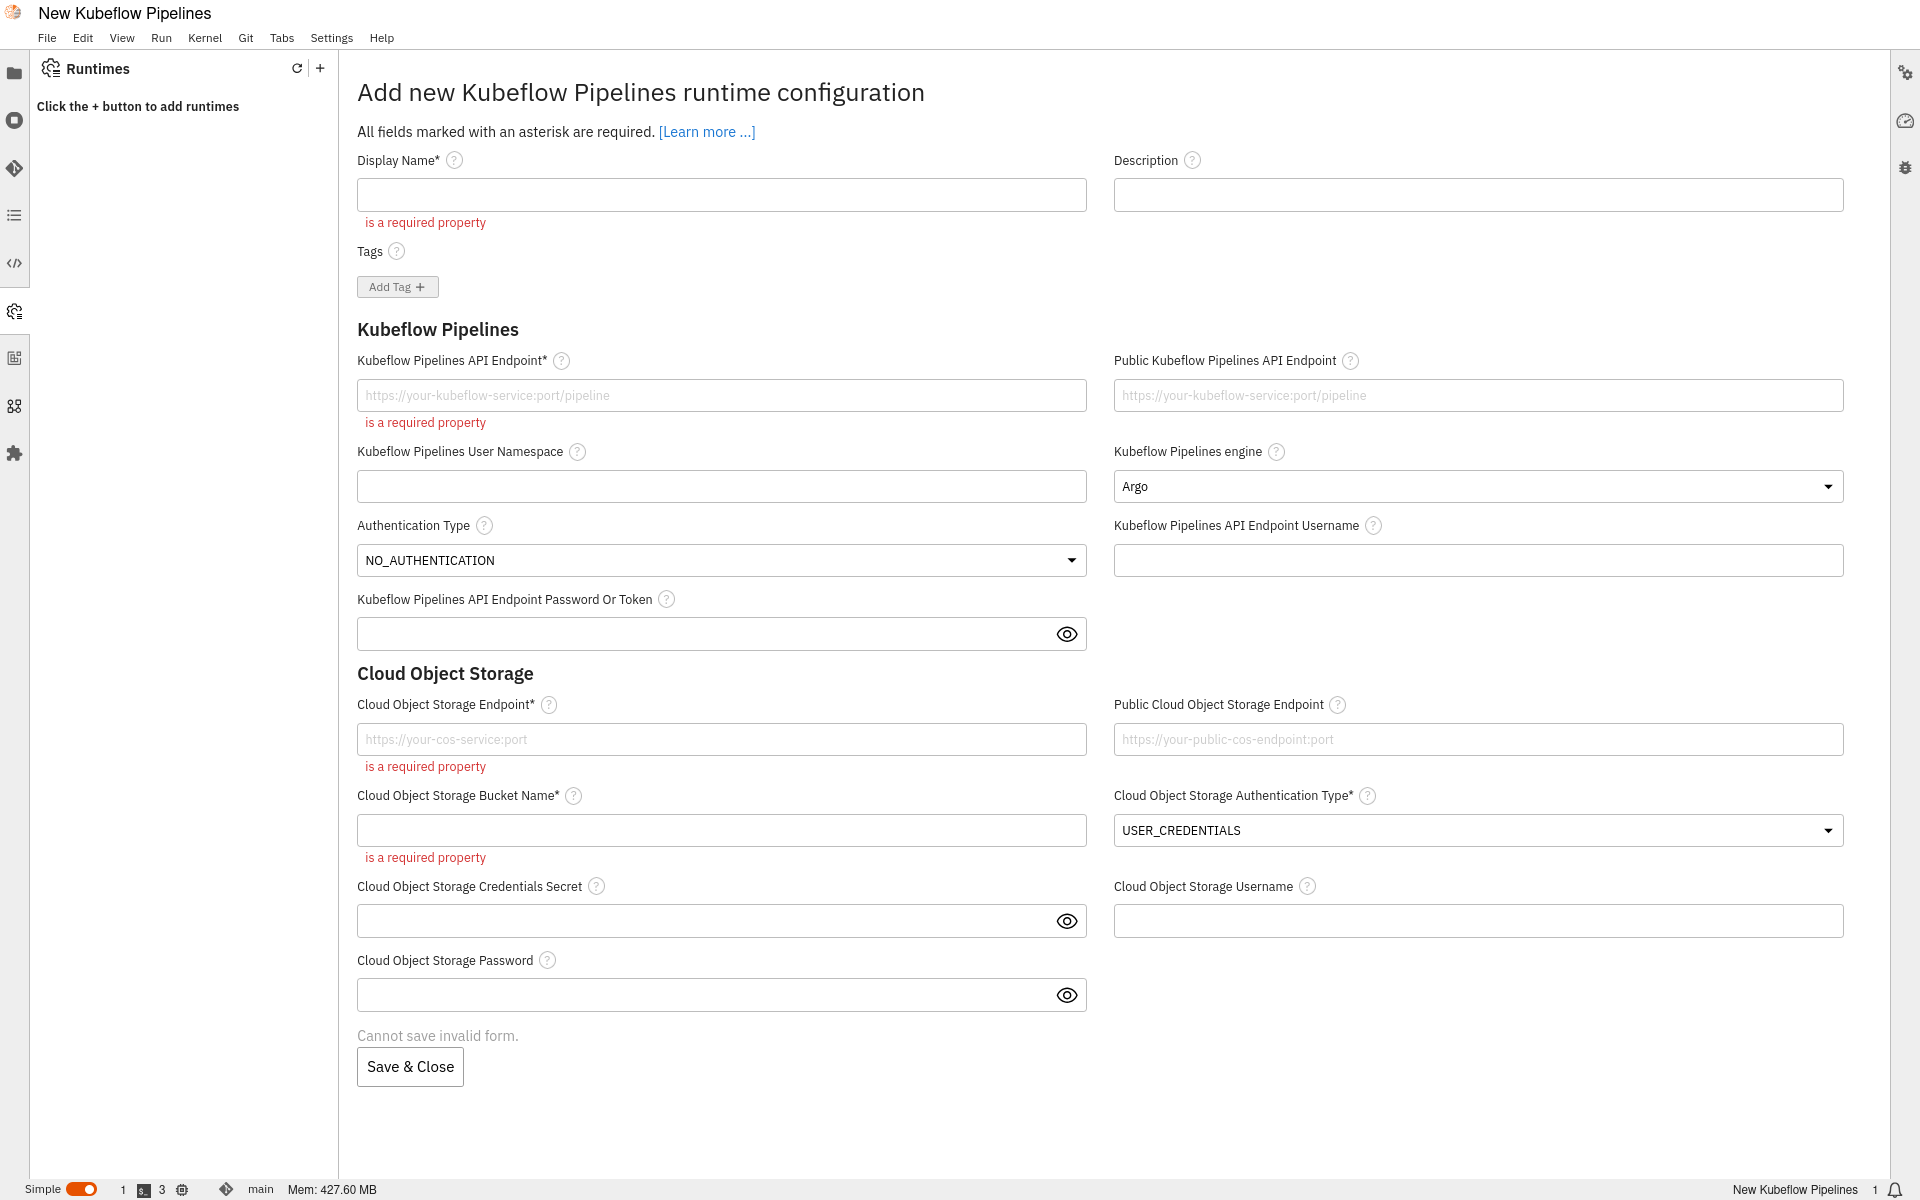 New Kubeflow Pipelines
File Edit View Run Kernel Git Tabs Settings Help
Runtimes
Click the + button to add runtimes
Add new Kubeflow Pipelines runtime configuration
All fields marked with an asterisk are required. [Learn more ...]
Display Name* ?
Description ?
is a required property
Tags ?
Add Tag +
Kubeflow Pipelines
Kubeflow Pipelines API Endpoint* ?
Public Kubeflow Pipelines API Endpoint ?
https://your-kubeflow-service:port/pipeline
https://your-kubeflow-service:port/pipeline
is a required property
Kubeflow Pipelines User Namespace ?
Kubeflow Pipelines engine ?
Argo
Authentication Type ?
Kubeflow Pipelines API Endpoint Username ?
NO_AUTHENTICATION
Kubeflow Pipelines API Endpoint Password Or Token ?
Cloud Object Storage
Cloud Object Storage Endpoint* ?
Public Cloud Object Storage Endpoint ?
https://your-cos-service:port
https://your-public-cos-endpoint:port
is a required property
Cloud Object Storage Bucket Name* ?
Cloud Object Storage Authentication Type* ?
USER_CREDENTIALS
is a required property
Cloud Object Storage Credentials Secret ?
Cloud Object Storage Username ?
Cloud Object Storage Password ?
Cannot save invalid form.
Save & Close
Simple 1 $_ 3 main Mem: 427.60 MB New Kubeflow Pipelines 1